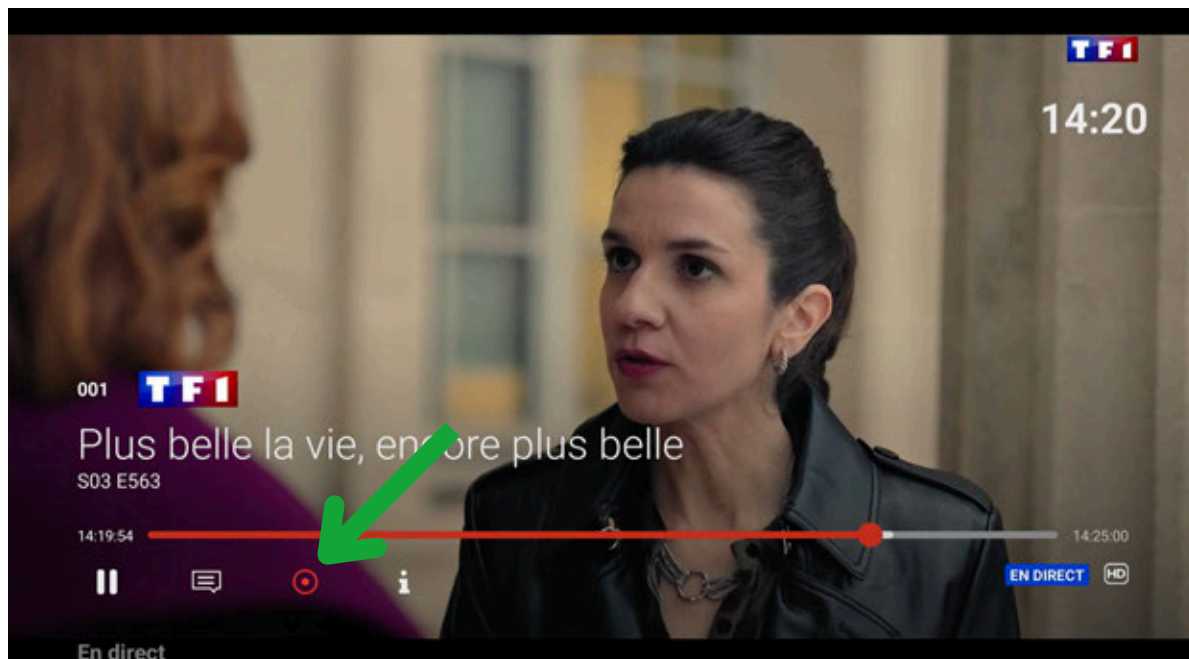 TF1
14:20
001 TF1
Plus belle la vie, encore plus belle
S03 E563
14:19:54
14:25:00
i
EN DIRECT HD
En direct